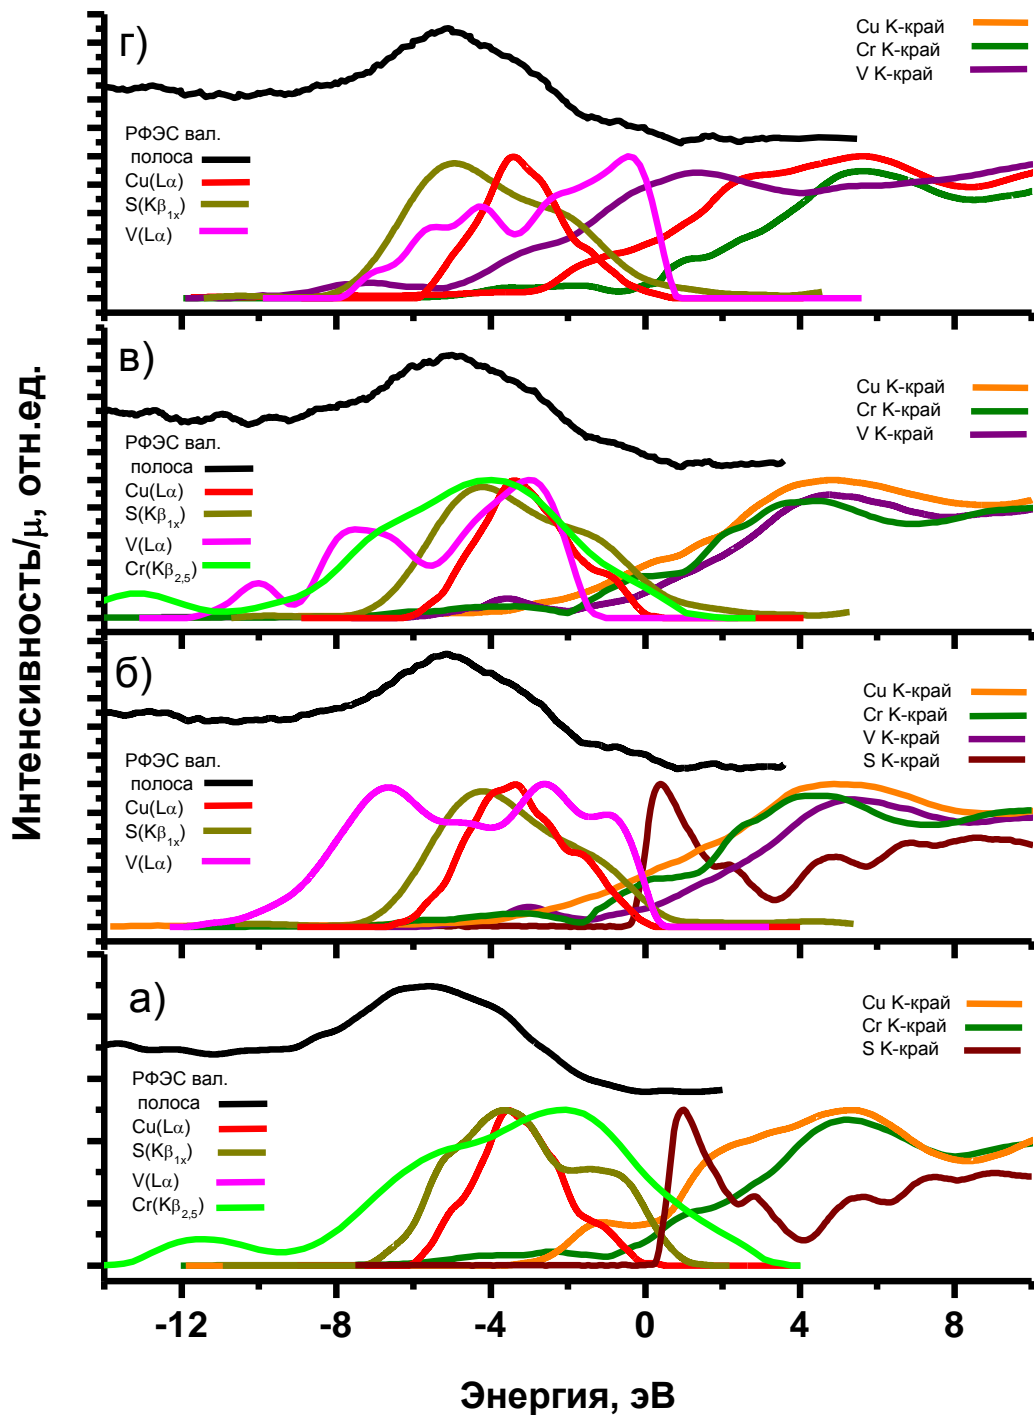 Интенсивность/μ, отн.ед.
г)
Cu K-край
Cr K-край
V K-край
РФЭС вал.
полоса
Cu(Lα)
S(Kβ1x)
V(Lα)
в)
Cu K-край
Cr K-край
V K-край
РФЭС вал.
полоса
Cu(Lα)
S(Kβ1x)
V(Lα)
Cr(Kβ2,5)
б)
Cu K-край
Cr K-край
V K-край
S K-край
РФЭС вал.
полоса
Cu(Lα)
S(Kβ1x)
V(Lα)
а)
Cu K-край
Cr K-край
S K-край
РФЭС вал.
полоса
Cu(Lα)
S(Kβ1x)
V(Lα)
Cr(Kβ2,5)
-12 -8 -4 0 4 8
Энергия, эВ